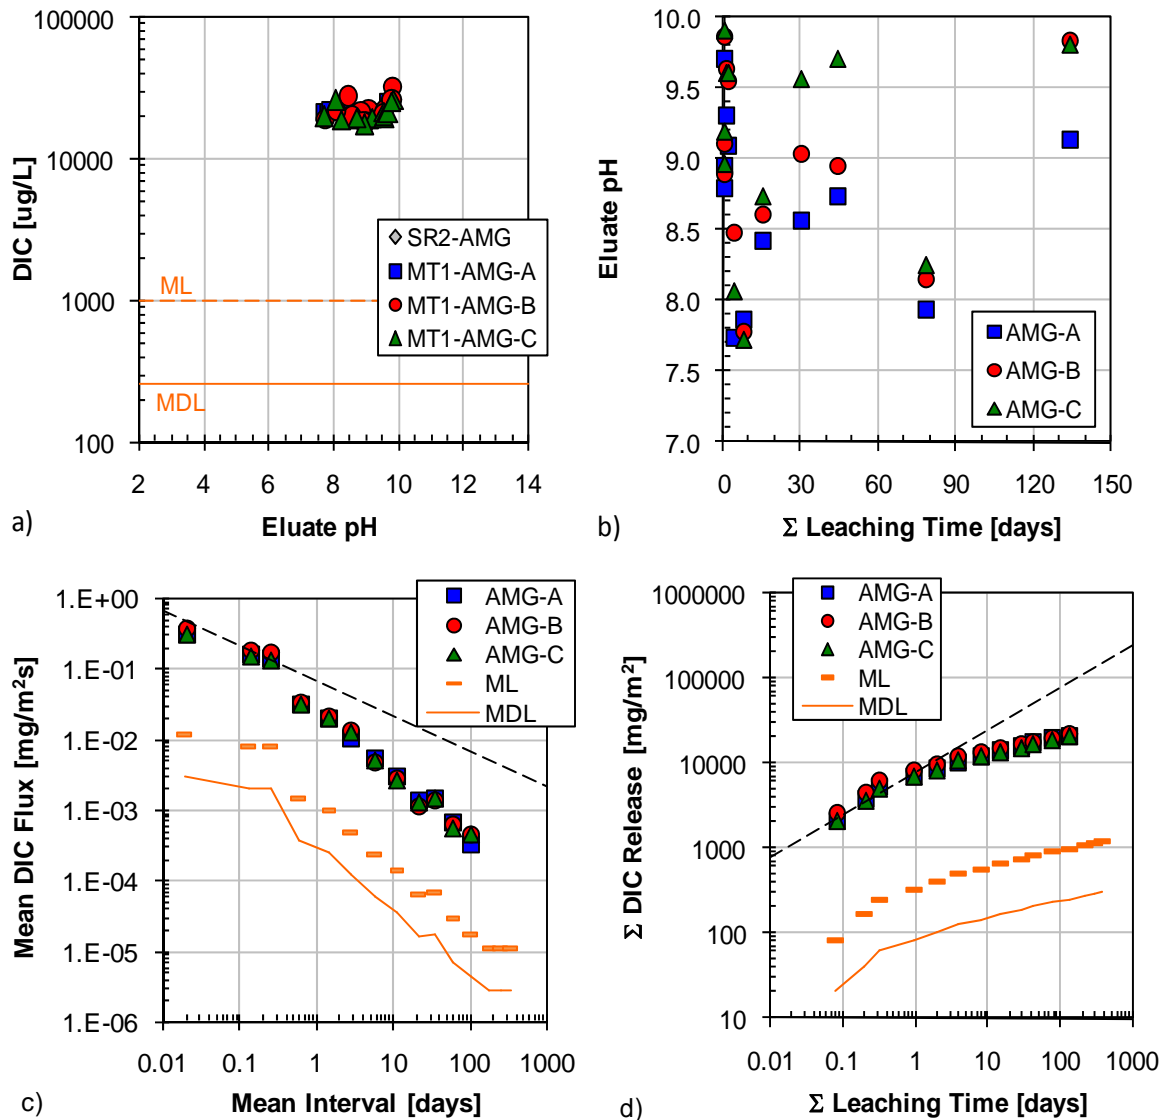 100000
10000
1000
100
DIC [ug/L]
ML
MDL
SR2-AMG
MT1-AMG-A
MT1-AMG-B
MT1-AMG-C
2 4 6 8 10 12 14
Eluate pH
a)
10.0
9.5
9.0
8.5
8.0
7.5
7.0
Eluate pH
AMG-A
AMG-B
AMG-C
0 30 60 90 120 150
Σ Leaching Time [days]
b)
1.E+00
1.E-01
1.E-02
1.E-03
1.E-04
1.E-05
1.E-06
Mean DIC Flux [mg/m²s]
AMG-A
AMG-B
AMG-C
ML
MDL
0.01 0.1 1 10 100 1000
Mean Interval [days]
c)
1000000
100000
10000
1000
100
10
Σ DIC Release [mg/m²]
AMG-A
AMG-B
AMG-C
ML
MDL
0.01 0.1 1 10 100 1000
Σ Leaching Time [days]
d)